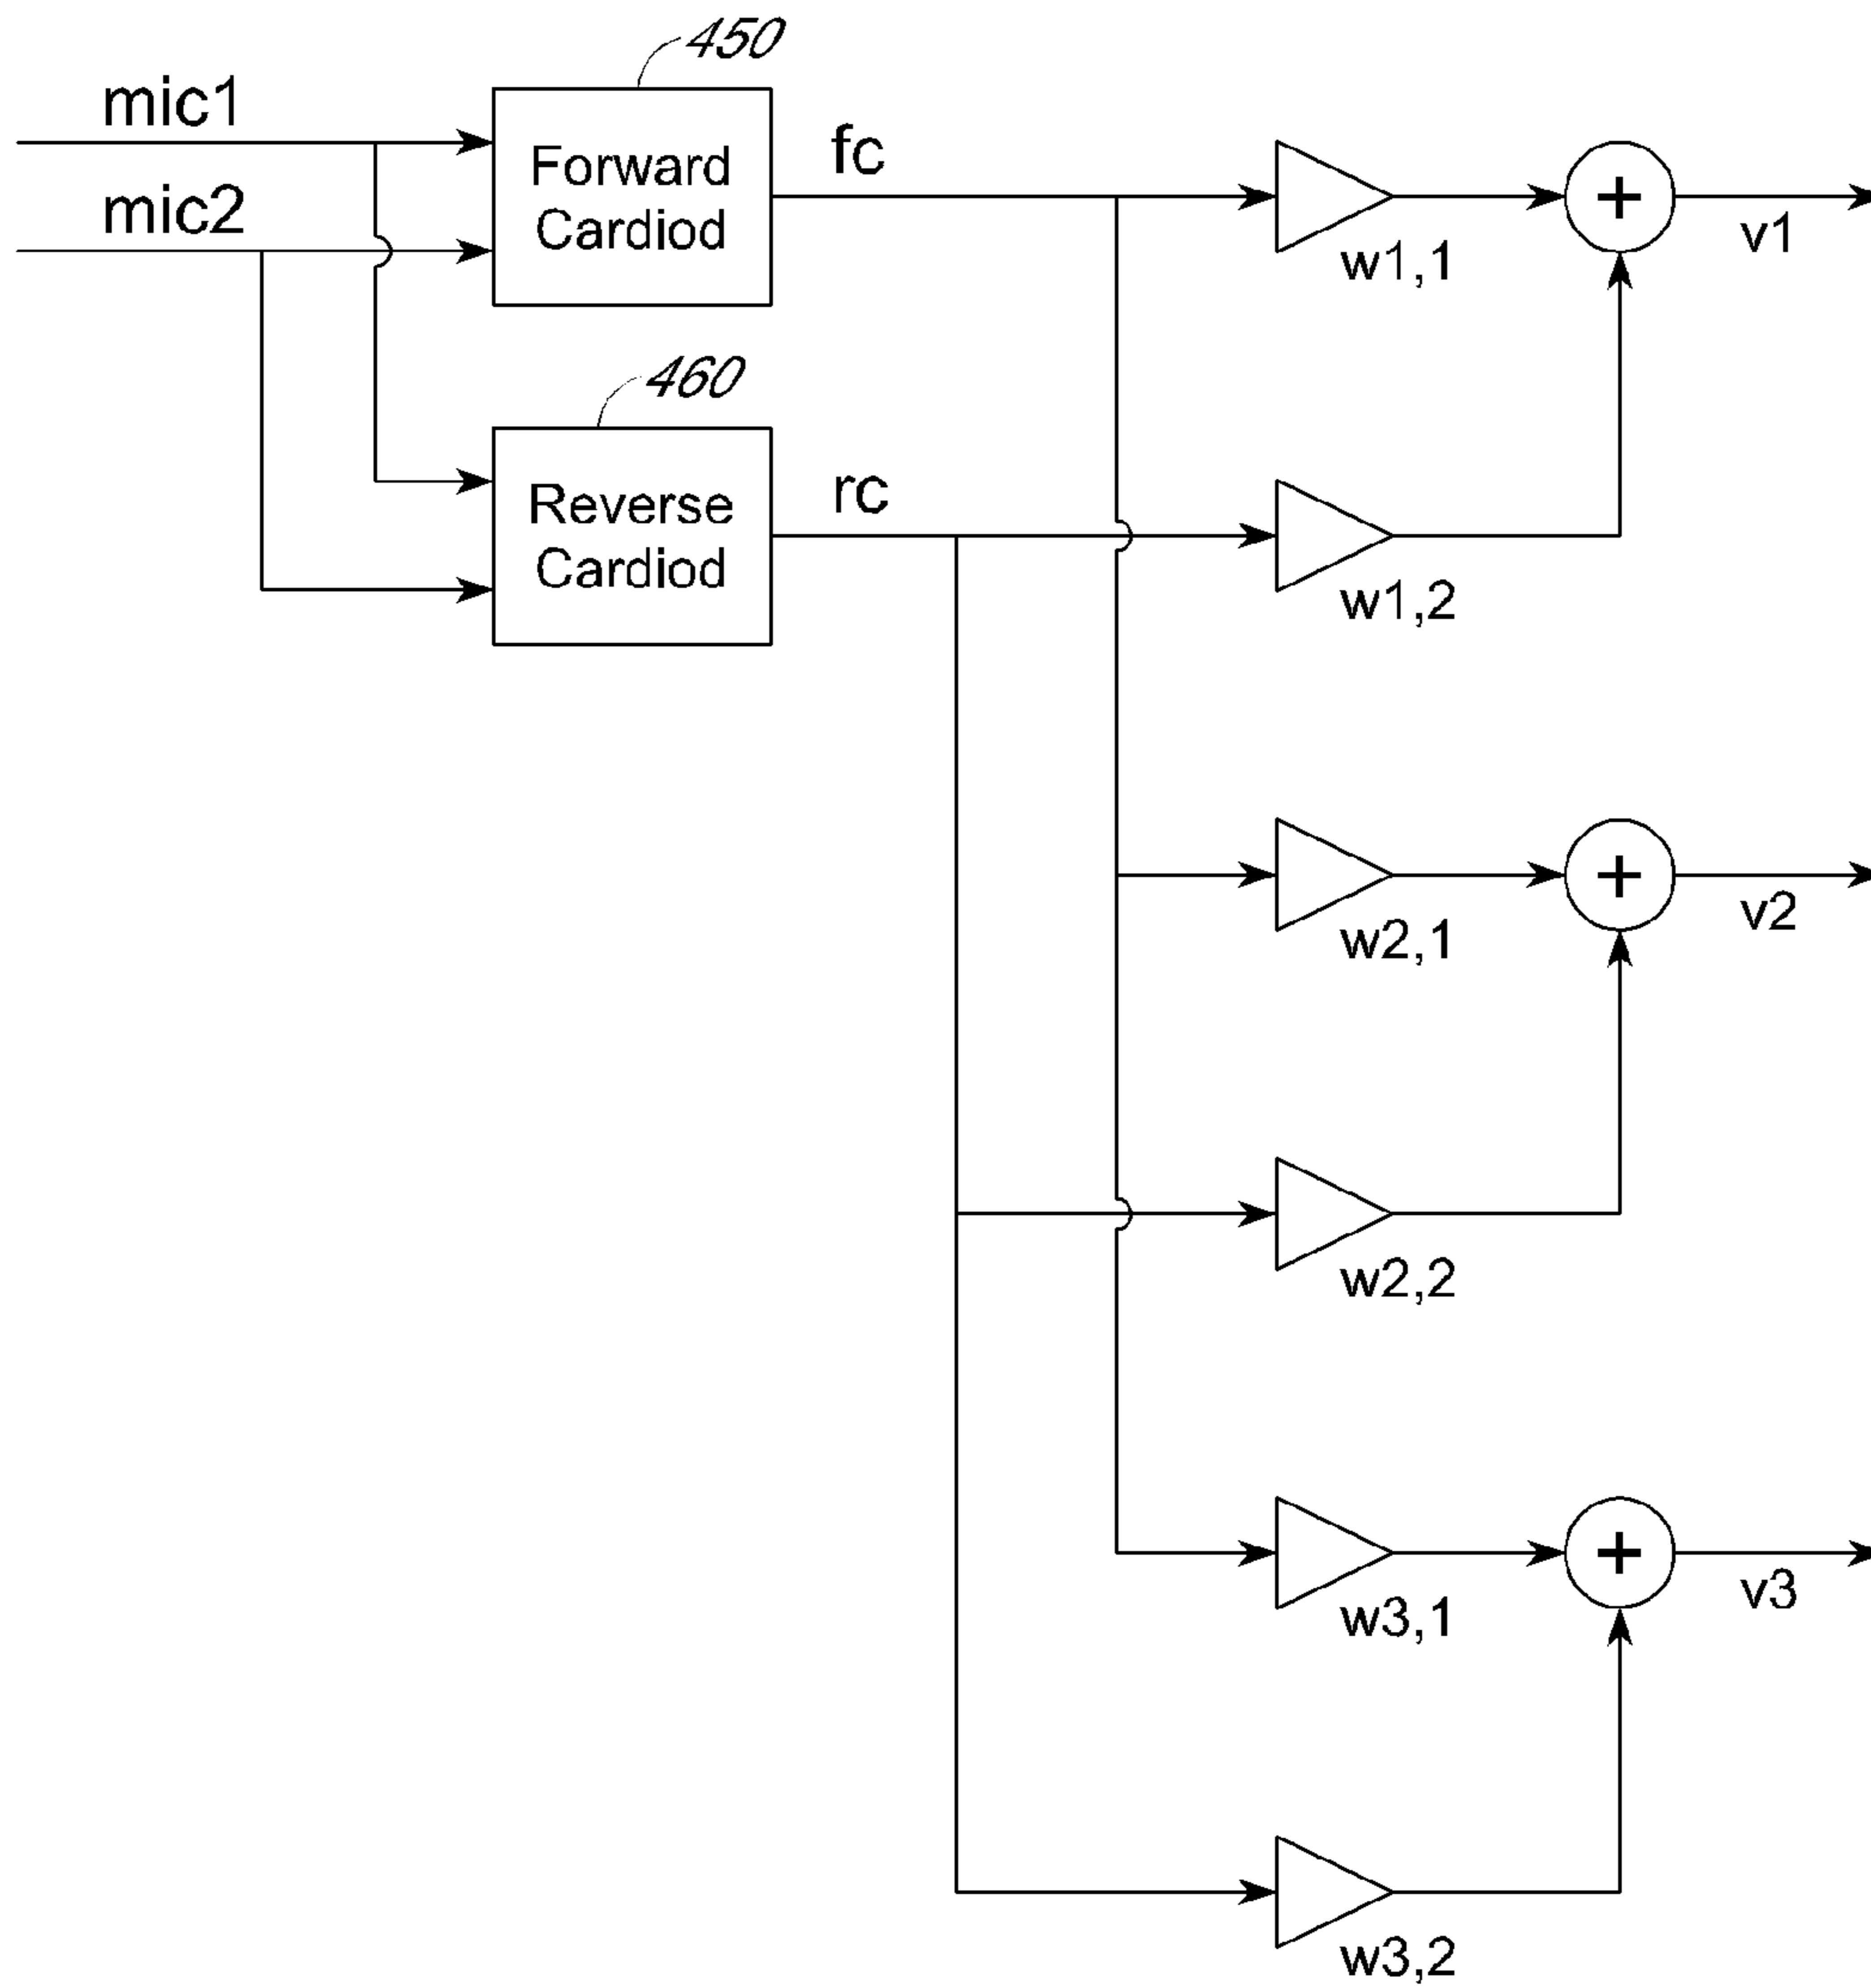 450
mic1
Forward
Cardiod
fc
mic2
w1,1
+
v1
460
Reverse
Cardiod
rc
w1,2
w2,1
+
v2
w2,2
w3,1
+
v3
w3,2